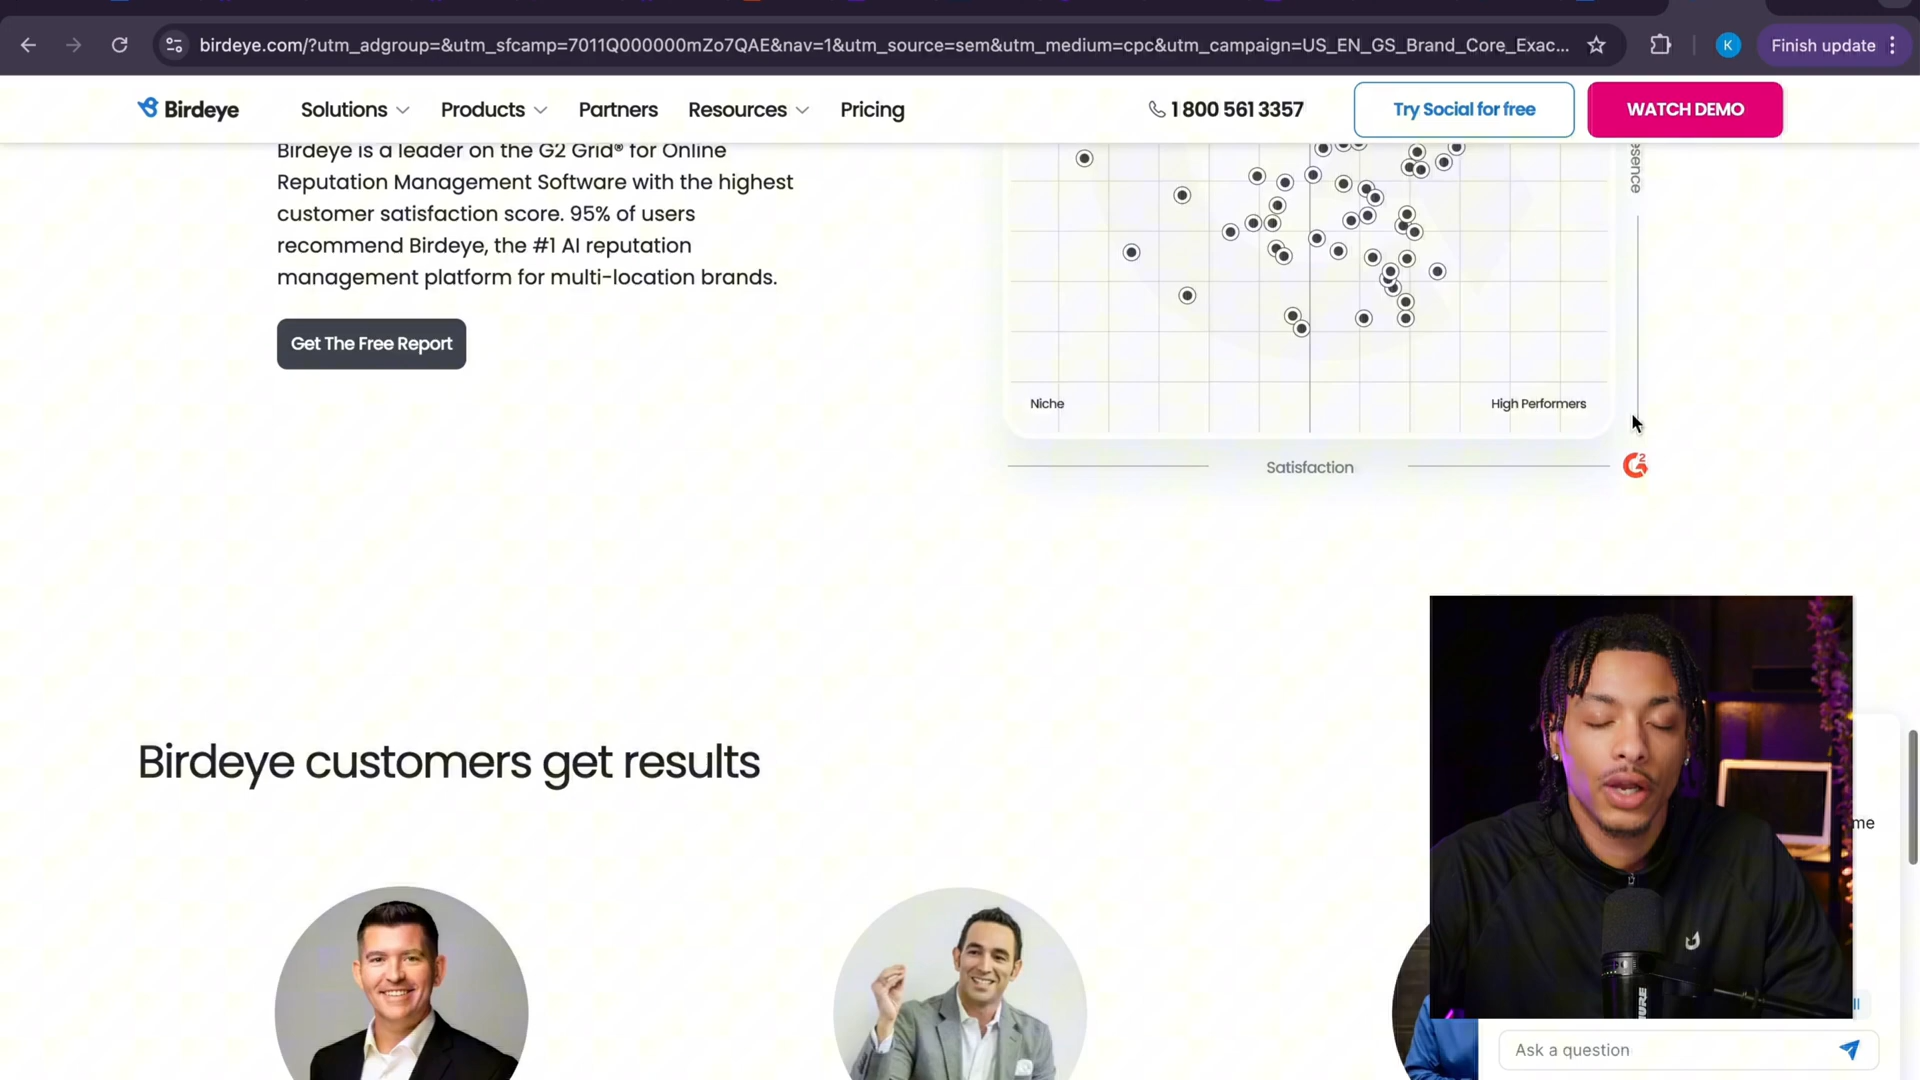 birdeye.com/?utm_adgroup=&utm_sfcamp=7011Q000000mZo7QAE&nav=1&utm_source=sem&utm_medium=cpc&utm_campaign=US_EN_GS_Brand_Core_Exac...
K
Finish update
Birdeye
Solutions
Products
Partners
Resources
Pricing
1 800 561 3357
Try Social for free
WATCH DEMO
Birdeye is a leader on the G2 Grid® for Online
Reputation Management Software with the highest
customer satisfaction score. 95% of users
recommend Birdeye, the #1 AI reputation
management platform for multi-location brands.
Get The Free Report
esence
Niche
High Performers
Satisfaction
G2
Birdeye customers get results
me
SHURE
Ask a question